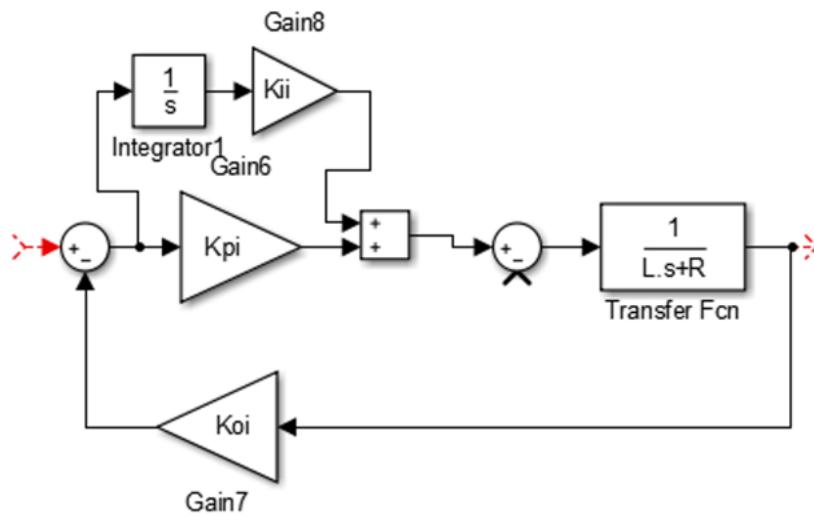 Gain8
1
s
Kii
Integrator1
Gain6
+
−
Kpi
+
+
+
−
1
L.s+R
Transfer Fcn
Koi
Gain7